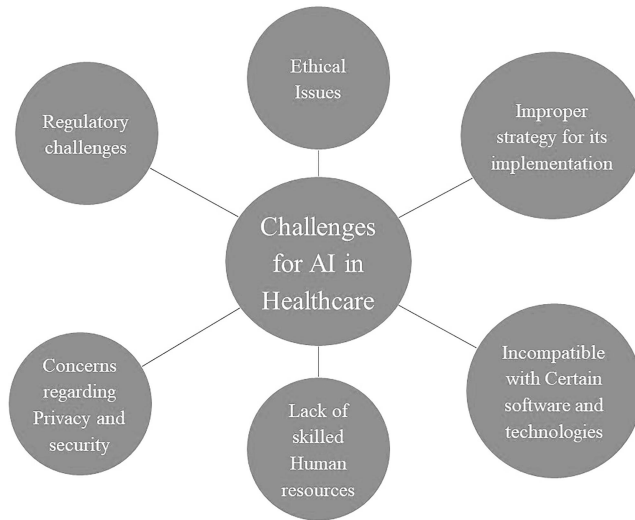 Ethical
Issues
Regulatory
challenges
Improper
strategy for its
implementation
Challenges
for AI in
Healthcare
Concerns
regarding
Privacy and
security
Lack of
skilled
Human
resources
Incompatible
with Certain
software and
technologies